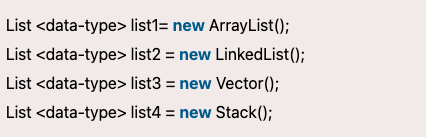 List <data-type> list1= new ArrayList();
List <data-type> list2 = new LinkedList();
List <data-type> list3 = new Vector();
List <data-type> list4 = new Stack();